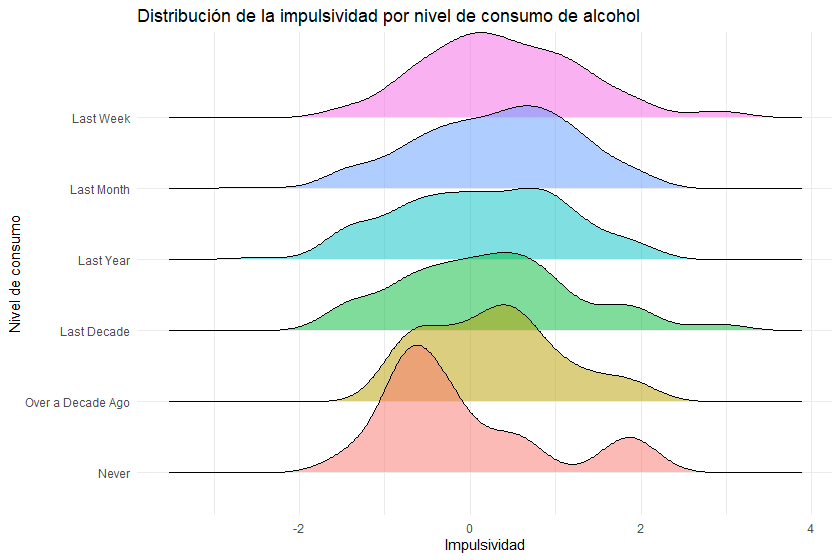 Distribución de la impulsividad por nivel de consumo de alcohol
Nivel de consumo
Last Week
Last Month
Last Year
Last Decade
Over a Decade Ago
Never
-2 0 2 4
Impulsividad